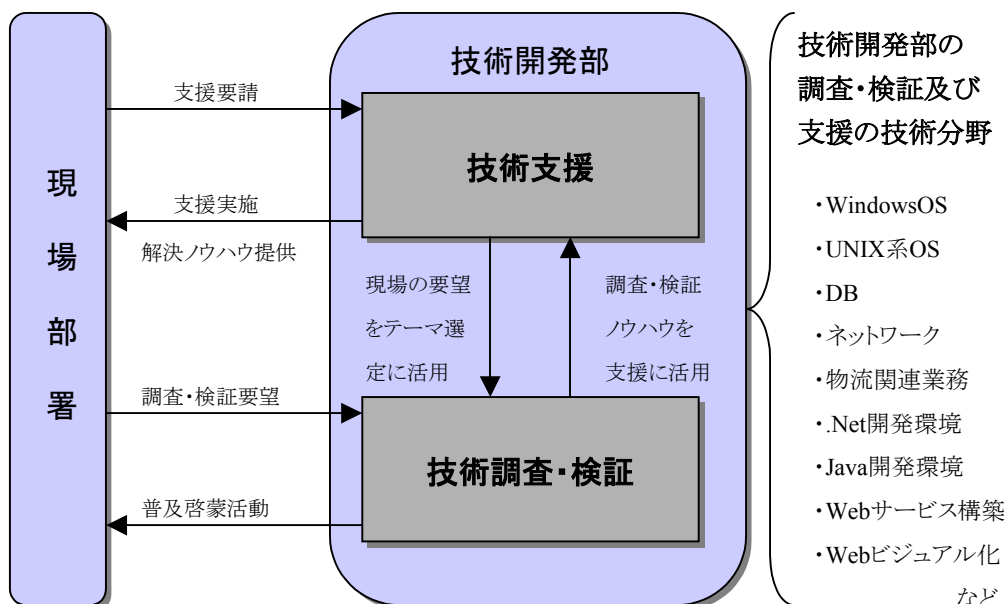 現場部署
支援要請
支援実施
解決ノウハウ提供
調査・検証要望
普及啓蒙活動
技術開発部
技術支援
現場の要望
をテーマ選
定に活用
調査・検証
ノウハウを
支援に活用
技術調査・検証
技術開発部の
調査・検証及び
支援の技術分野
・WindowsOS
・UNIX系OS
・DB
・ネットワーク
・物流関連業務
・.Net開発環境
・Java開発環境
・Webサービス構築
・Webビジュアル化
など